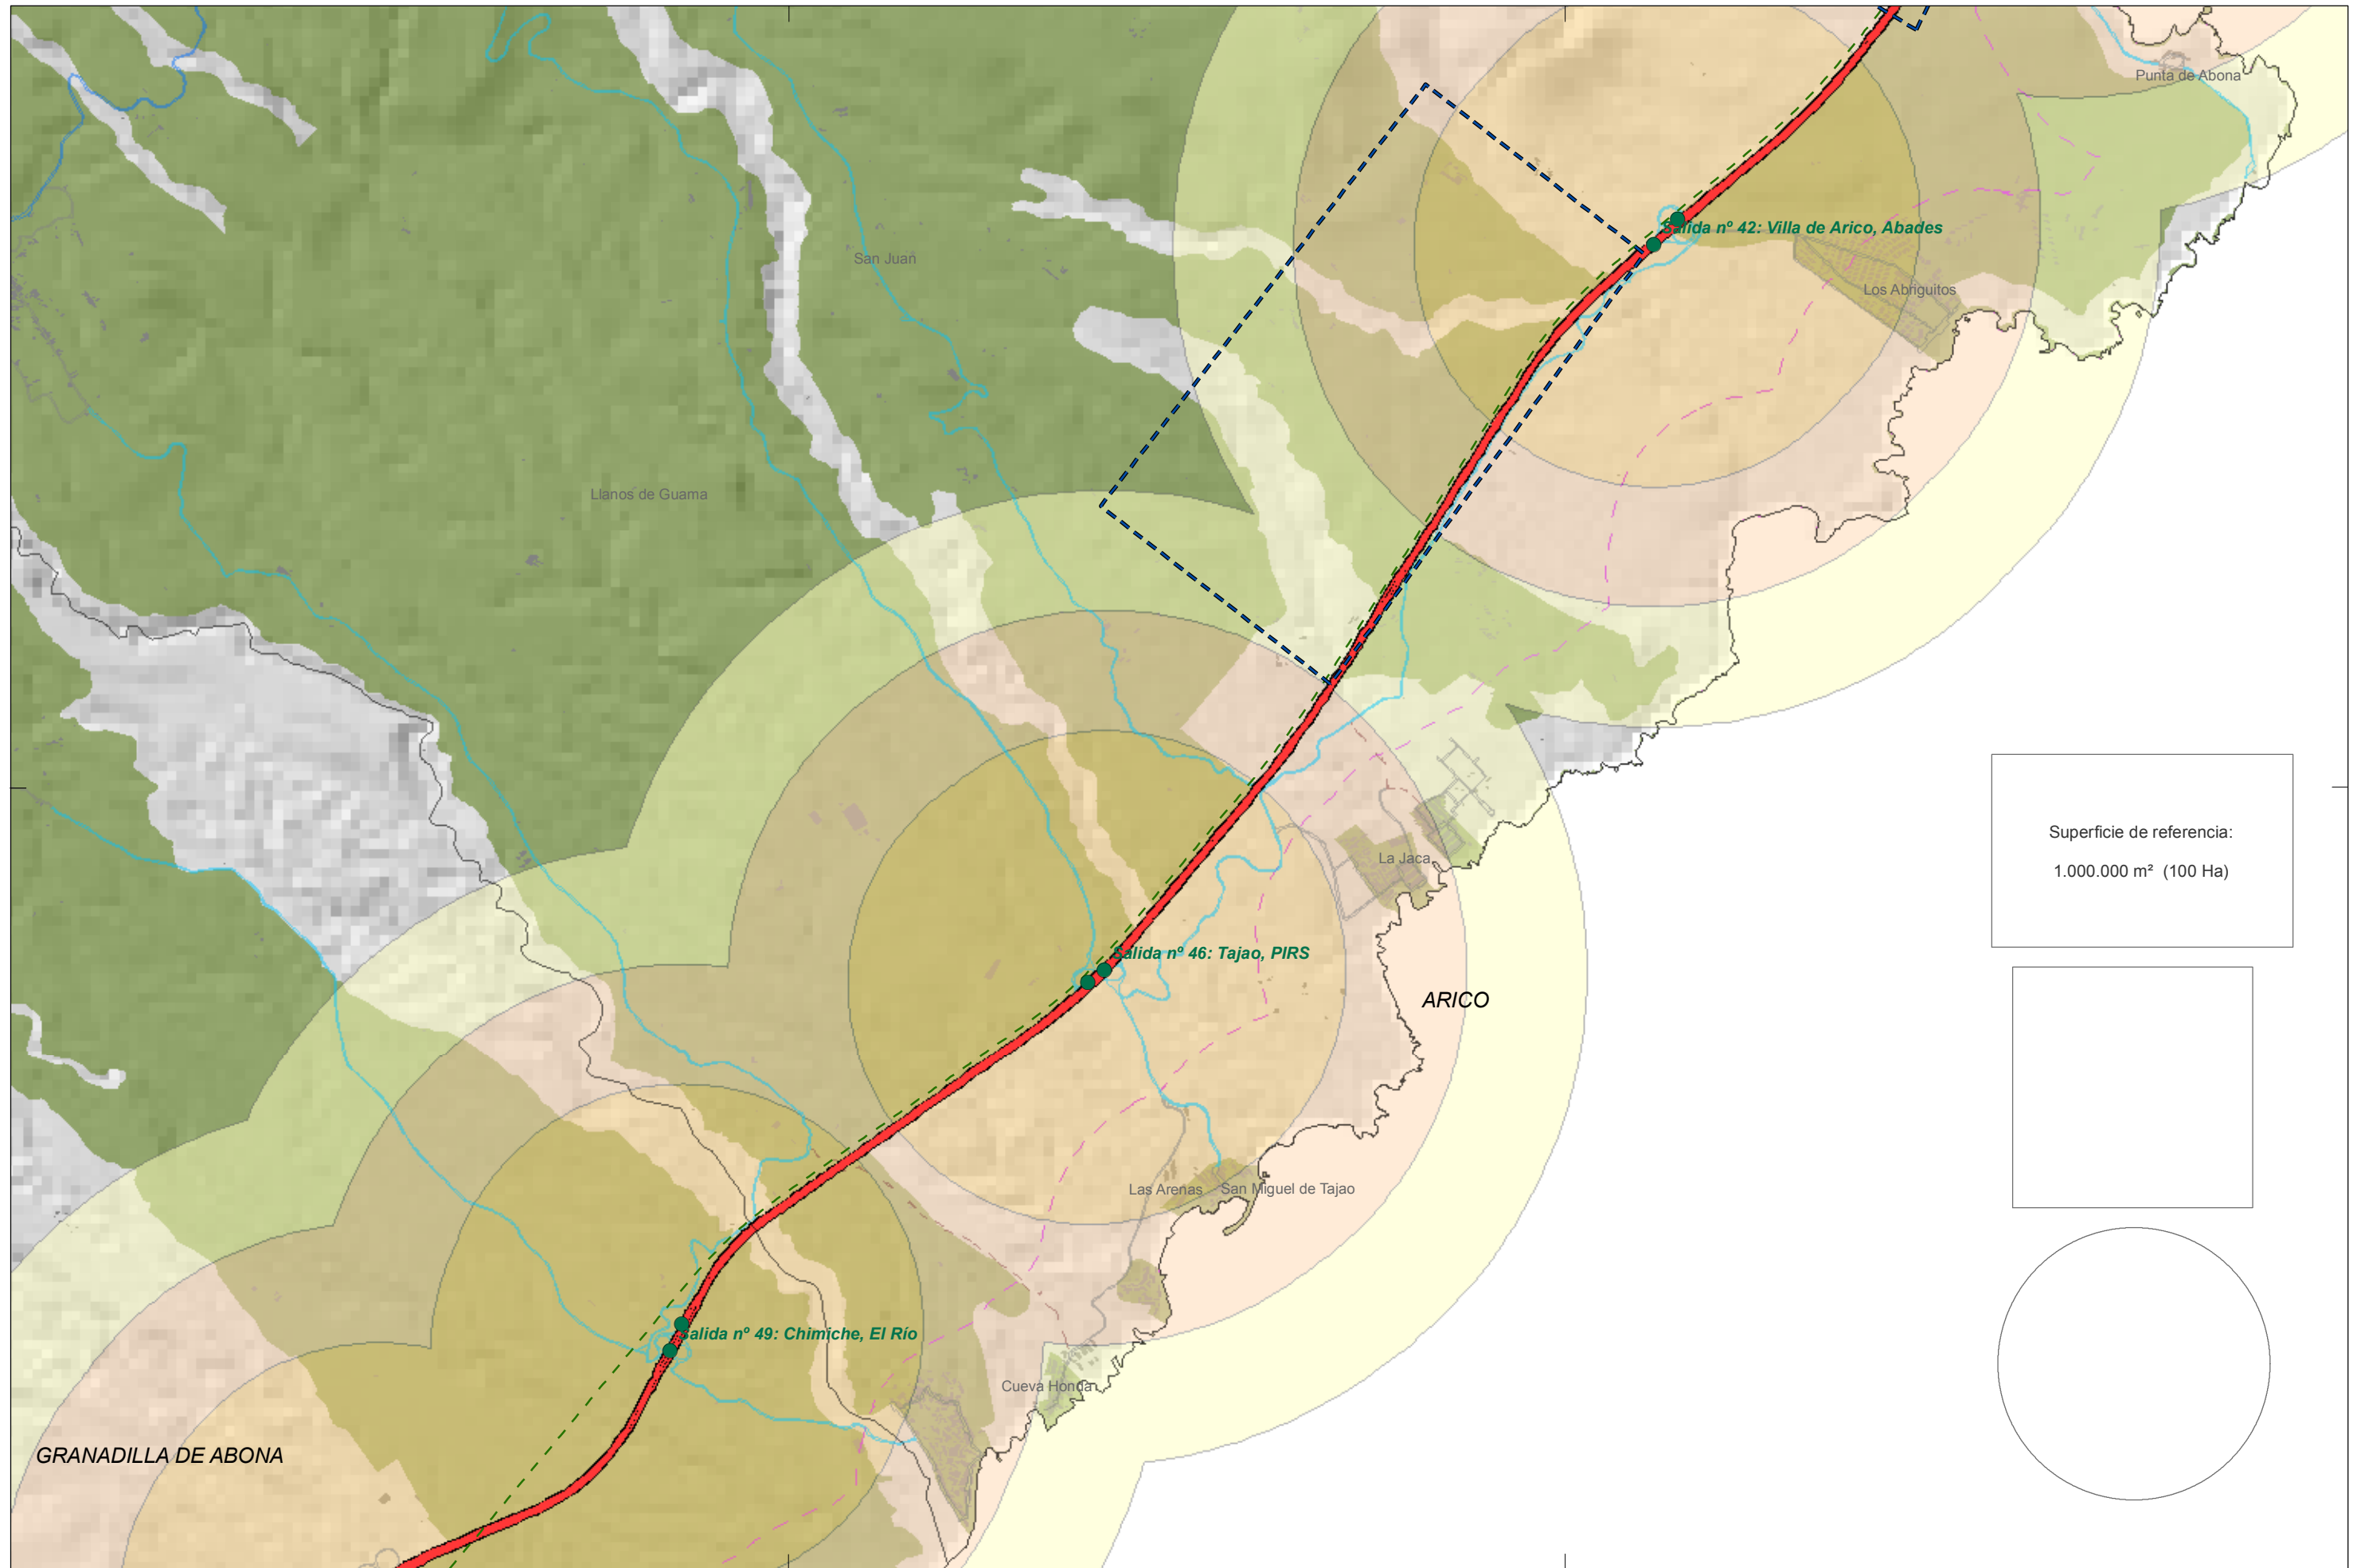 Punta de Abona
Salida nº 42: Villa de Arico, Abades
San Juan
Los Abriguitos
Llanos de Guama
Superficie de referencia:
1.000.000 m² (100 Ha)
La Jaca
Salida nº 46: Tajao, PIRS
ARICO
Las Arenas
San Miguel de Tajao
Salida nº 49: Chimiche, El Río
Cueva Honda
GRANADILLA DE ABONA